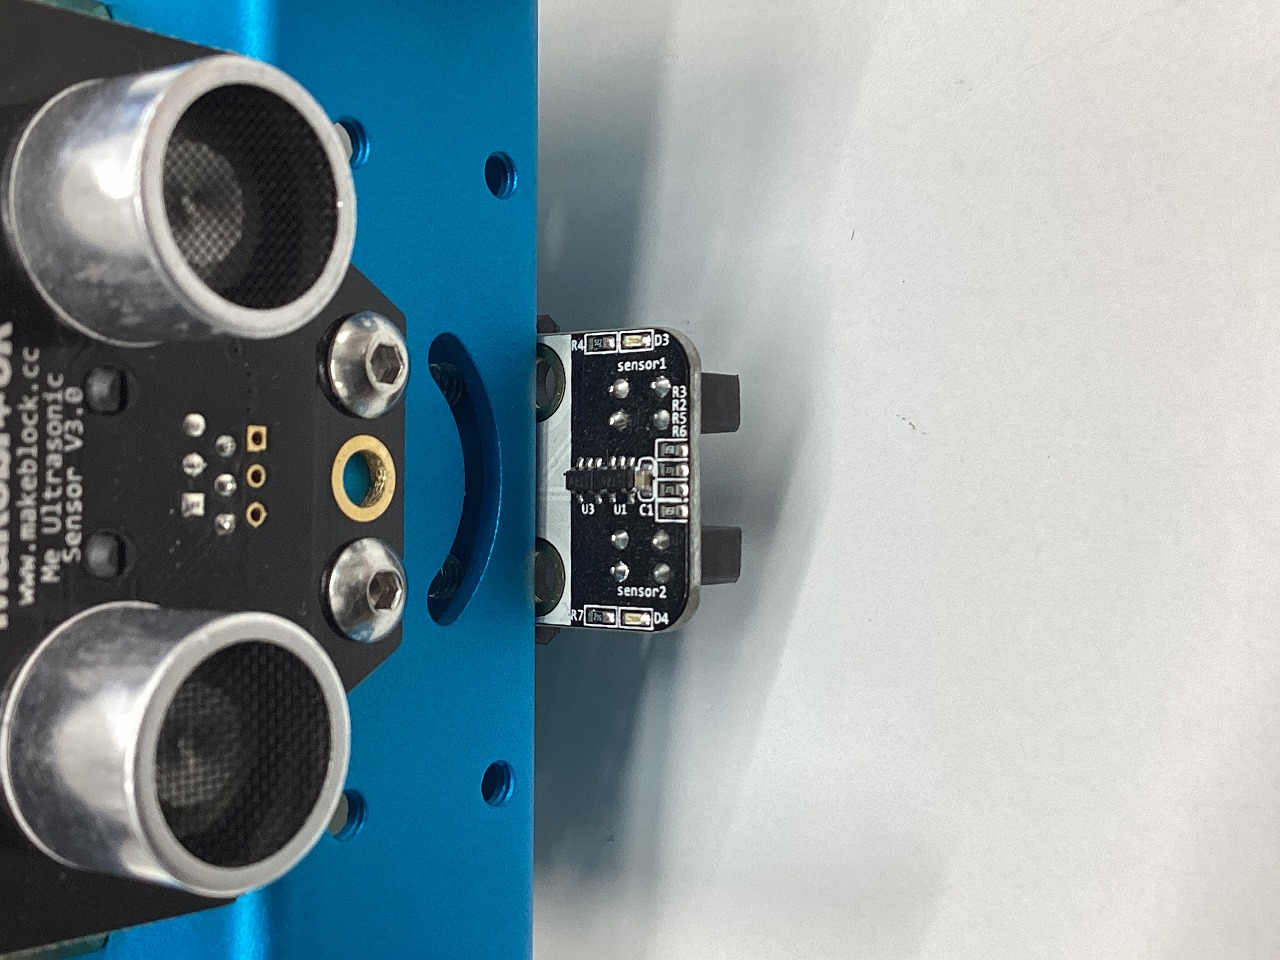 www.makeblock.cc
Me Ultrasonic
Sensor V3.0
R4
D3
sensor1
R3
R2
R5
R6
U3
U1
C1
sensor2
R7
D4